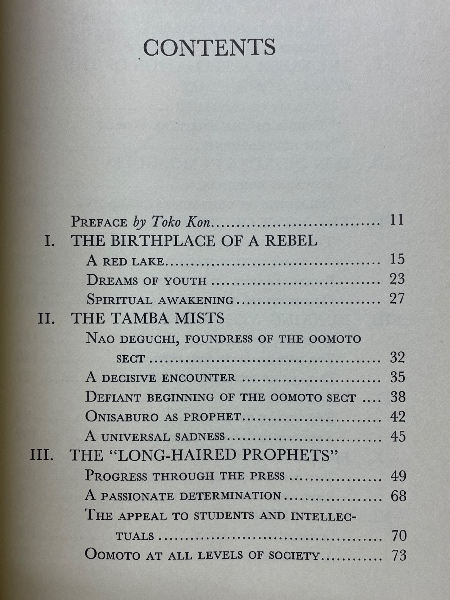 CONTENTS
PREFACE by Toko Kon................................ 11
I. THE BIRTHPLACE OF A REBEL
A RED LAKE....................................... 15
DREAMS OF YOUTH ................................ 23
SPIRITUAL AWAKENING........................... 27
II. THE TAMBA MISTS
NAO DEGUCHI, FOUNDRESS OF THE OOMOTO
SECT ......................................... 32
A DECISIVE ENCOUNTER .......................... 35
DEFIANT BEGINNING OF THE OOMOTO SECT .... 38
ONISABURO AS PROPHET.......................... 42
A UNIVERSAL SADNESS............................ 45
III. THE "LONG-HAIRED PROPHETS"
PROGRESS THROUGH THE PRESS .................. 49
A PASSIONATE DETERMINATION.................. 68
THE APPEAL TO STUDENTS AND INTELLEC-
TUALS ........................................ 70
OOMOTO AT ALL LEVELS OF SOCIETY............ 73